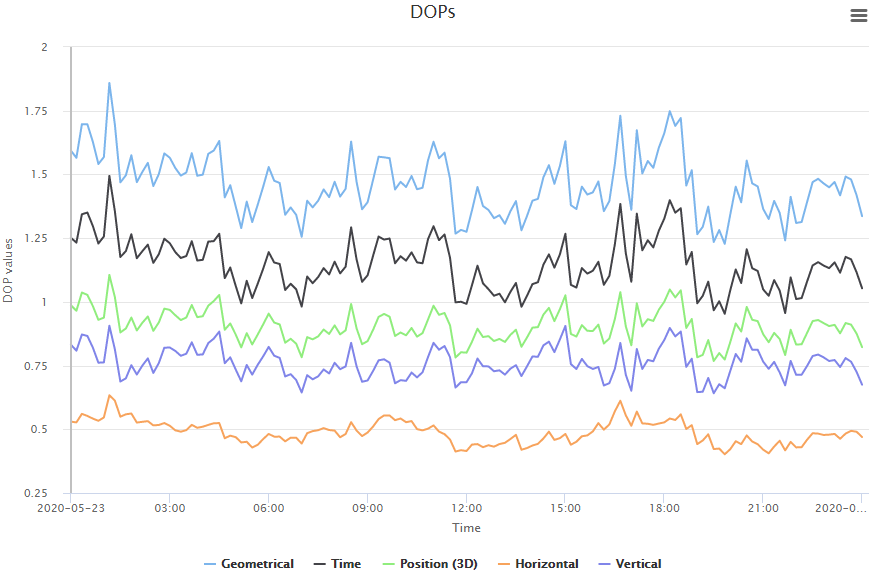 DOPs
2
1.75
1.5
1.25
1
0.75
0.5
0.25
DOP values
2020-05-23 03:00 06:00 09:00 12:00 15:00 18:00 21:00 2020-0...
Time
Geometrical Time Position (3D) Horizontal Vertical